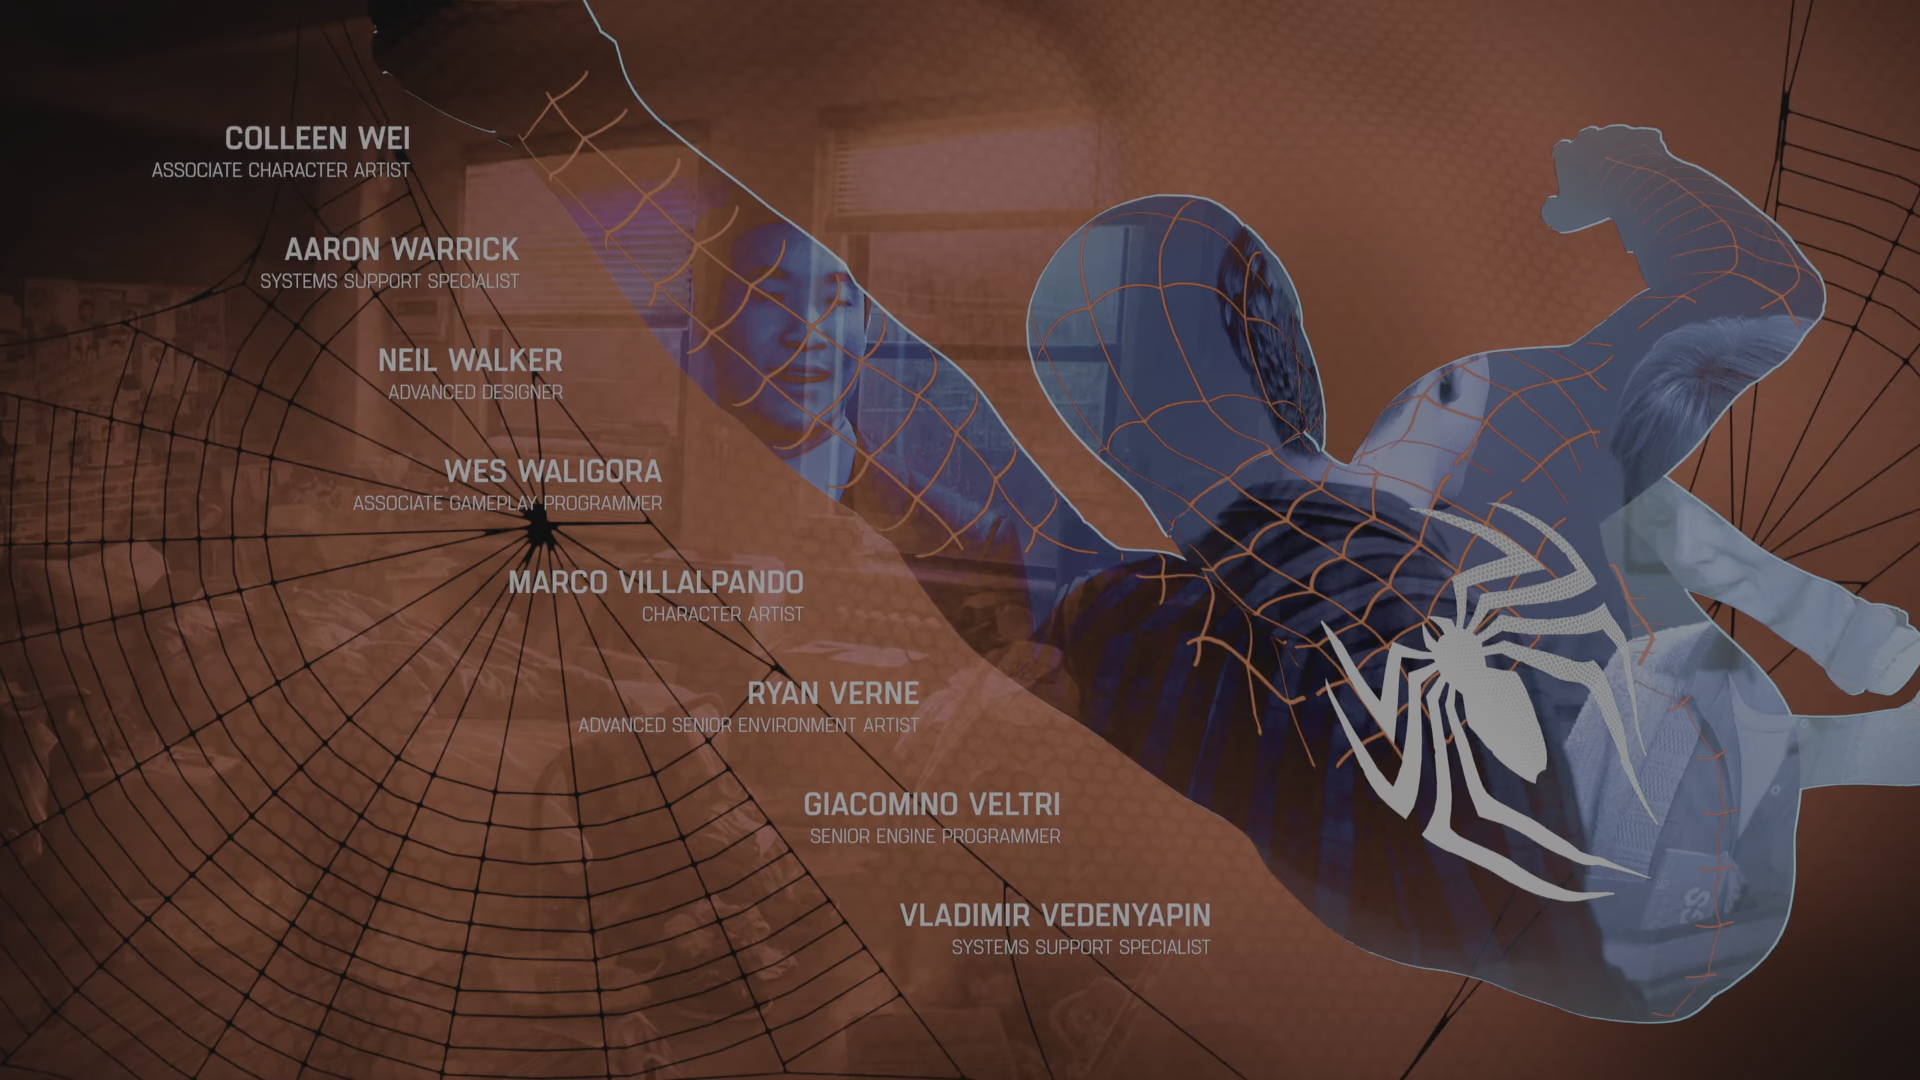 COLLEEN WEI
ASSOCIATE CHARACTER ARTIST
AARON WARRICK
SYSTEMS SUPPORT SPECIALIST
NEIL WALKER
ADVANCED DESIGNER
WES WALIGORA
ASSOCIATE GAMEPLAY PROGRAMMER
MARCO VILLALPANDO
CHARACTER ARTIST
RYAN VERNE
ADVANCED SENIOR ENVIRONMENT ARTIST
GIACOMINO VELTRI
SENIOR ENGINE PROGRAMMER
VLADIMIR VEDENYAPIN
SYSTEMS SUPPORT SPECIALIST